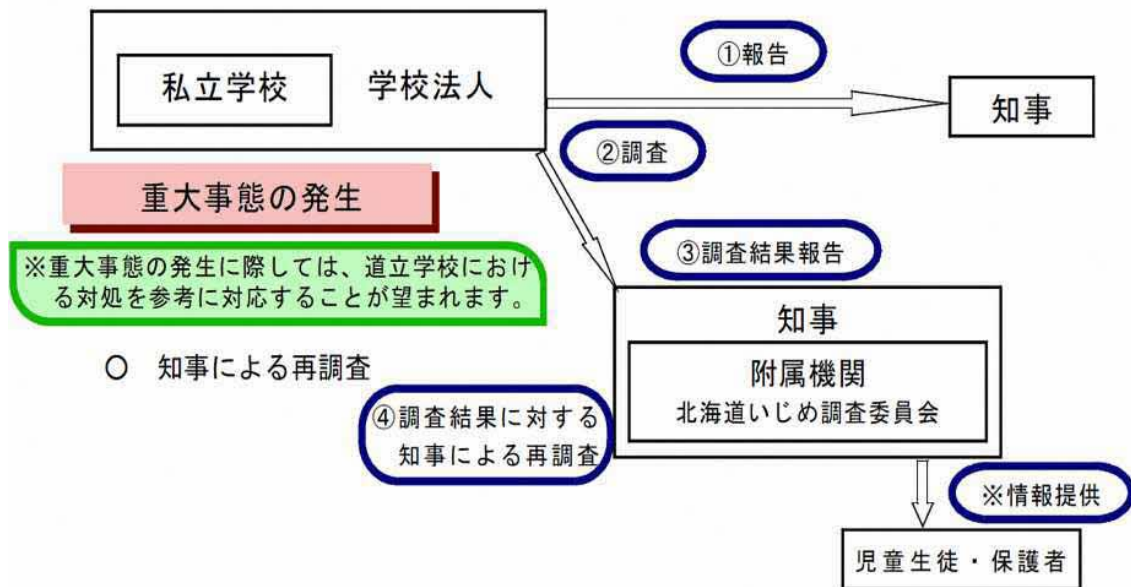 ①報告
私立学校
学校法人
知事
②調査
重大事態の発生
③調査結果報告
※重大事態の発生に際しては、道立学校におけ
る対処を参考に対応することが望まれます。
知事
〇 知事による再調査
附属機関
北海道いじめ調査委員会
④調査結果に対する
知事による再調査
※情報提供
児童生徒・保護者